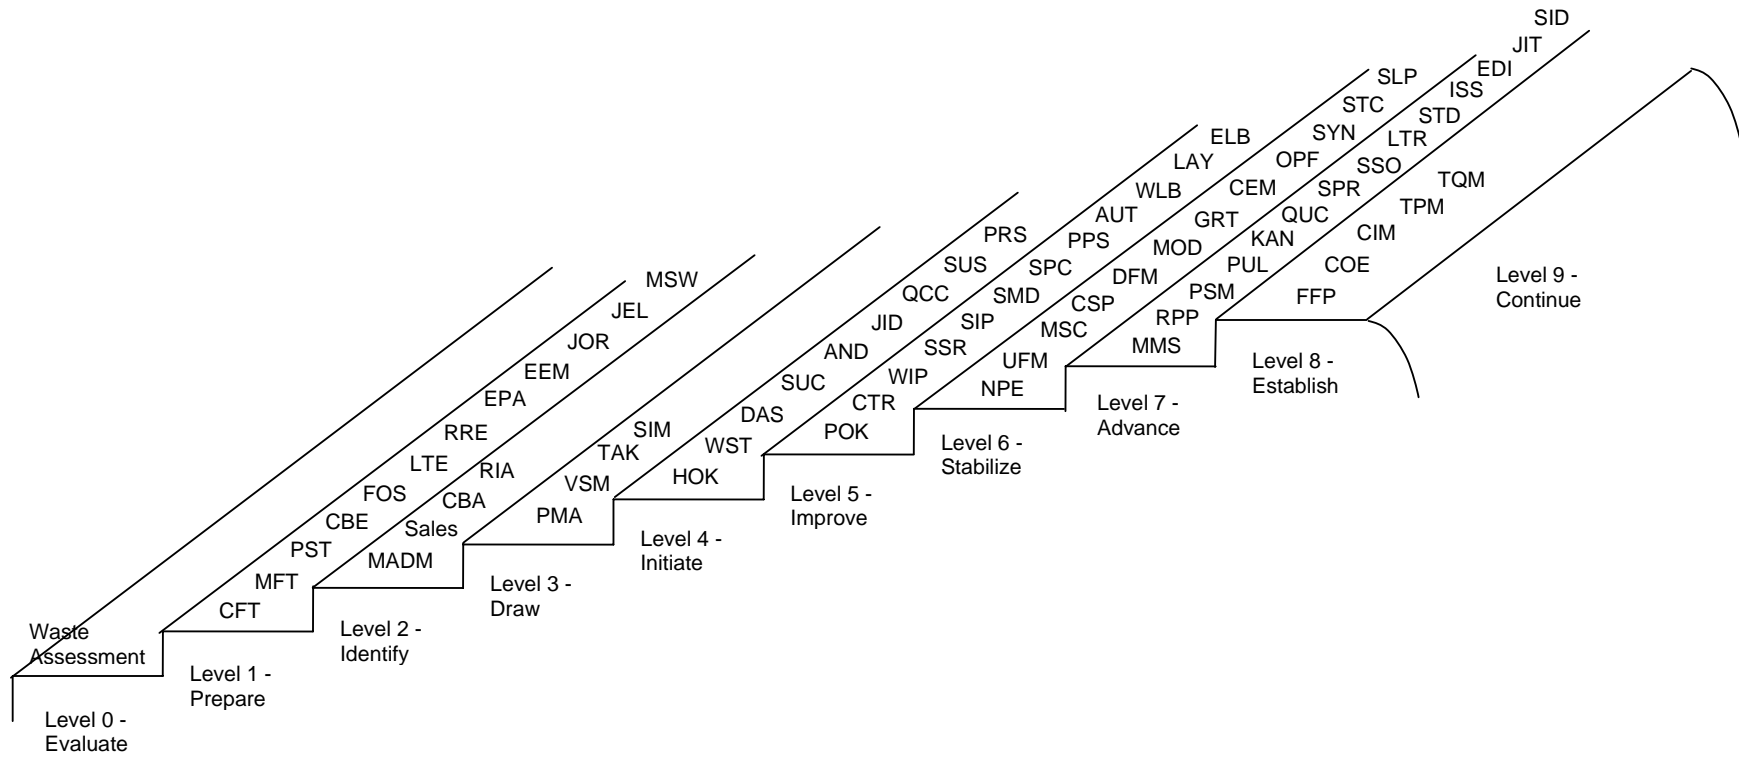 Waste
Assessment
Level 0 -
Evaluate
CFT
MFT
PST
CBE
FOS
LTE
RRE
EPA
EEM
JOR
JEL
MSW
Level 1 -
Prepare
MADM
Sales
CBA
RIA
Level 2 -
Identify
PMA
VSM
TAK
SIM
Level 3 -
Draw
HOK
WST
DAS
SUC
AND
JID
QCC
SUS
PRS
Level 4 -
Initiate
POK
CTR
WIP
SSR
SIP
SMD
SPC
PPS
AUT
WLB
LAY
ELB
Level 5 -
Improve
NPE
UFM
MSC
CSP
DFM
MOD
GRT
CEM
OPF
SYN
STC
SLP
Level 6 -
Stabilize
MMS
RPP
PSM
PUL
KAN
QUC
SPR
SSO
LTR
STD
ISS
EDI
JIT
SID
Level 7 -
Advance
FFP
COE
CIM
TPM
TQM
Level 8 -
Establish
Level 9 -
Continue